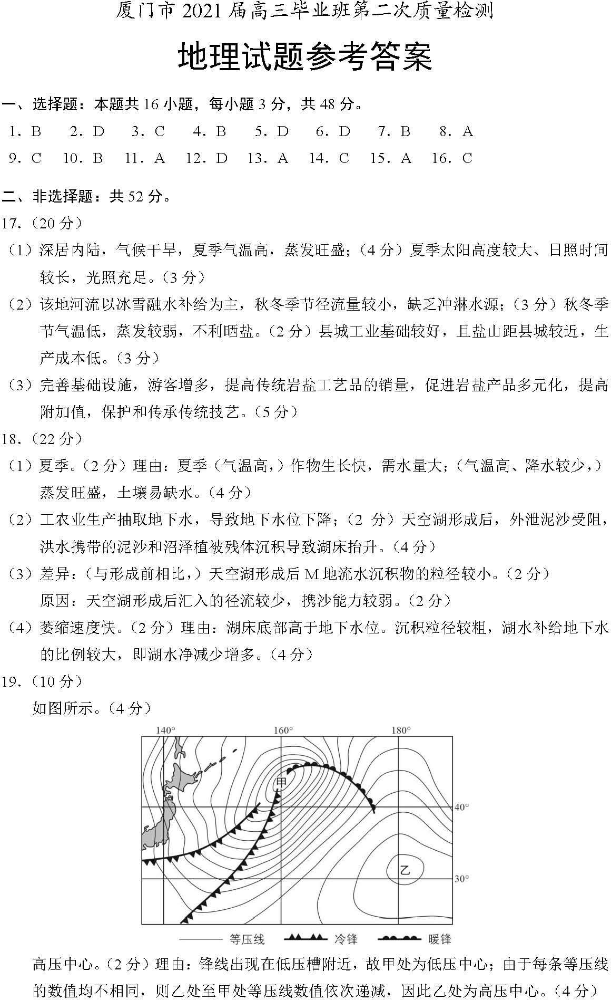 厦门市 2021 届高三毕业班第二次质量检测
地理试题参考答案
一、选择题：本题共 16 小题，每小题 3 分，共 48 分。
1．B 2．D 3．C 4．B 5．D 6．D 7．B 8．A
9．C 10．B 11．A 12．D 13．A 14．C 15．A 16．C
二、非选择题：共 52 分。
17．（20 分）
（1）深居内陆，气候干旱，夏季气温高，蒸发旺盛；（4 分）夏季太阳高度较大、日照时间
较长，光照充足。（3 分）
（2）该地河流以冰雪融水补给为主，秋冬季节径流量较小，缺乏冲淋水源；（3 分）秋冬季
节气温低，蒸发较弱，不利晒盐。（2 分）县城工业基础较好，且盐山距县城较近，生
产成本低。（3 分）
（3）完善基础设施，游客增多，提高传统岩盐工艺品的销量，促进岩盐产品多元化，提高
附加值，保护和传承传统技艺。（5 分）
18．（22 分）
（1）夏季。（2 分）理由：夏季（气温高，）作物生长快，需水量大；（气温高、降水较少，）
蒸发旺盛，土壤易缺水。（4 分）
（2）工农业生产抽取地下水，导致地下水位下降；（2 分）天空湖形成后，外泄泥沙受阻，
洪水携带的泥沙和沼泽植被残体沉积导致湖床抬升。（4 分）
（3）差异：（与形成前相比，）天空湖形成后 M 地流水沉积物的粒径较小。（2 分）
原因：天空湖形成后汇入的径流较少，携沙能力较弱。（2 分）
（4）萎缩速度快。（2 分）理由：湖床底部高于地下水位。沉积粒径较粗，湖水补给地下水
的比例较大，即湖水净减少增多。（4 分）
19．（10 分）
如图所示。（4 分）
140° 160° 180°
甲
40°
乙
30°
等压线 冷锋 暖锋
高压中心。（2 分）理由：锋线出现在低压槽附近，故甲处为低压中心；由于每条等压线
的数值均不相同，则乙处至甲处等压线数值依次递减，因此乙处为高压中心。（4 分）